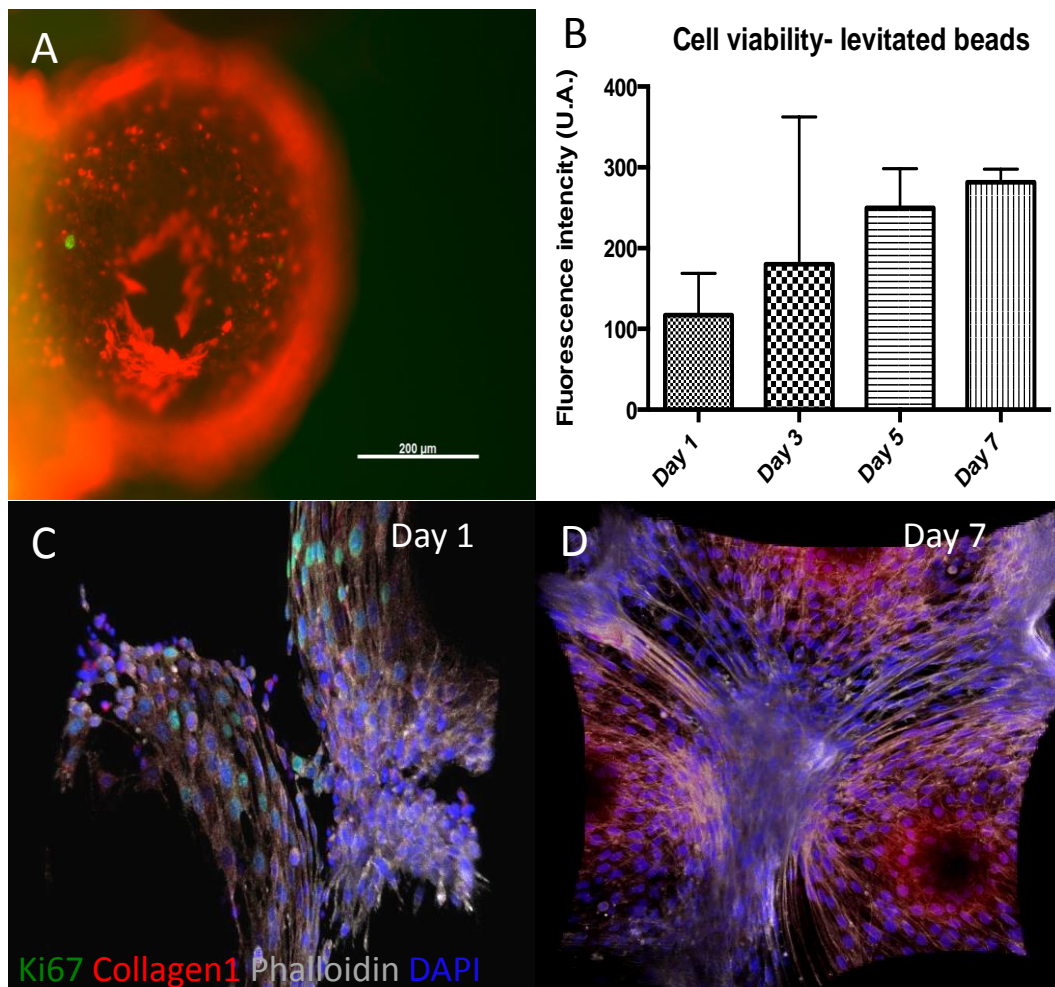 A
200 µm
B
Cell viability- levitated beads
Fluorescence intencity (U.A.)
400
300
200
100
0
Day 1
Day 3
Day 5
Day 7
C
Day 1
Ki67 Collagen1 Phalloidin DAPI
D
Day 7